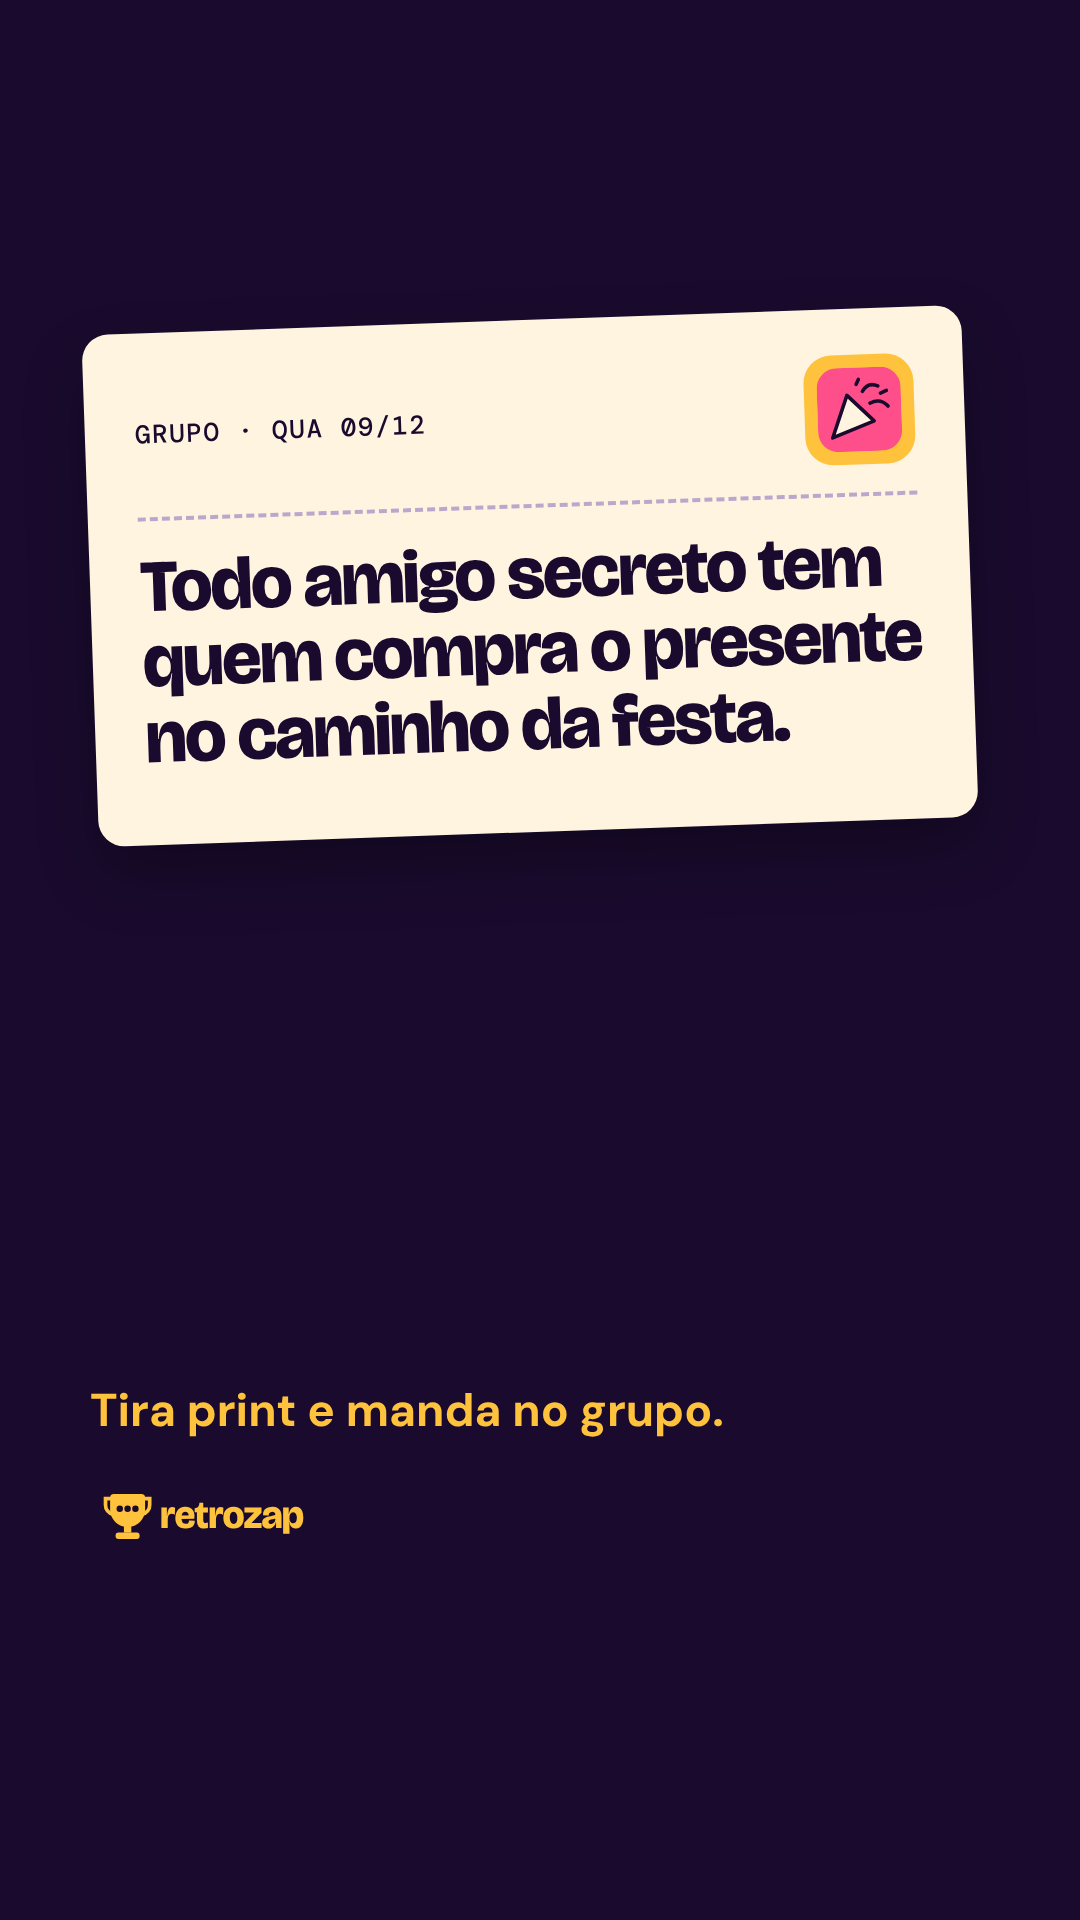 GRUPO · QUA 09/12
Todo amigo secreto tem
quem compra o presente
no caminho da festa.
Tira print e manda no grupo.
retrozap